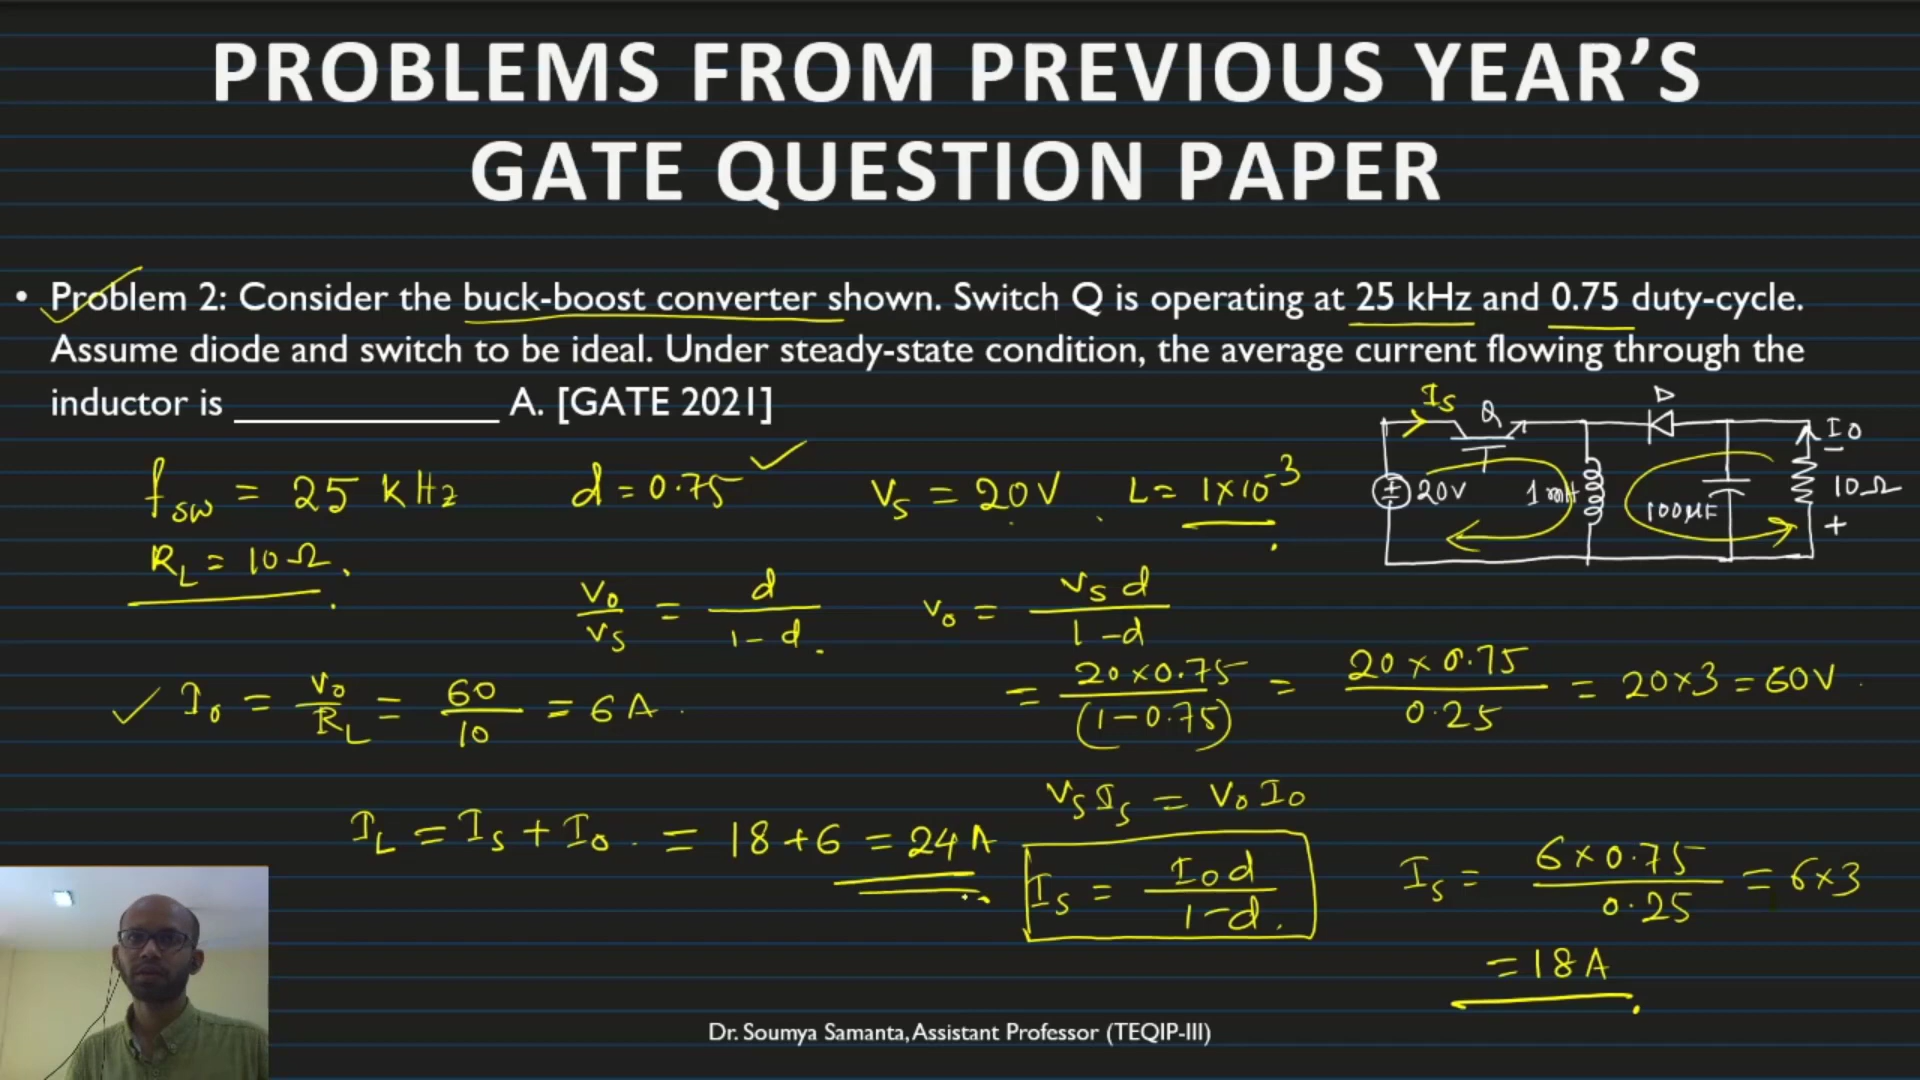 PROBLEMS FROM PREVIOUS YEAR'S
GATE QUESTION PAPER
• Problem 2: Consider the buck-boost converter shown. Switch Q is operating at 25 kHz and 0.75 duty-cycle.
Assume diode and switch to be ideal. Under steady-state condition, the average current flowing through the
inductor is ______________ A. [GATE 2021]
Is Q D Io
20V 1 mH 100μF 10Ω +
fsw = 25 kHz d = 0.75 Vs = 20V L = 1×10^-3
RL = 10Ω
Vo/Vs = d/(1-d) Vo = Vs d/(1-d)
= 20×0.75/(1-0.75) = 20×0.75/0.25 = 20×3 = 60V
Io = Vo/RL = 60/10 = 6A
VsIs = VoIo
IL = Is + Io = 18+6 = 24A
Is = Iod/(1-d)
Is = 6×0.75/0.25 = 6×3
= 18A
Dr. Soumya Samanta, Assistant Professor (TEQIP-III)